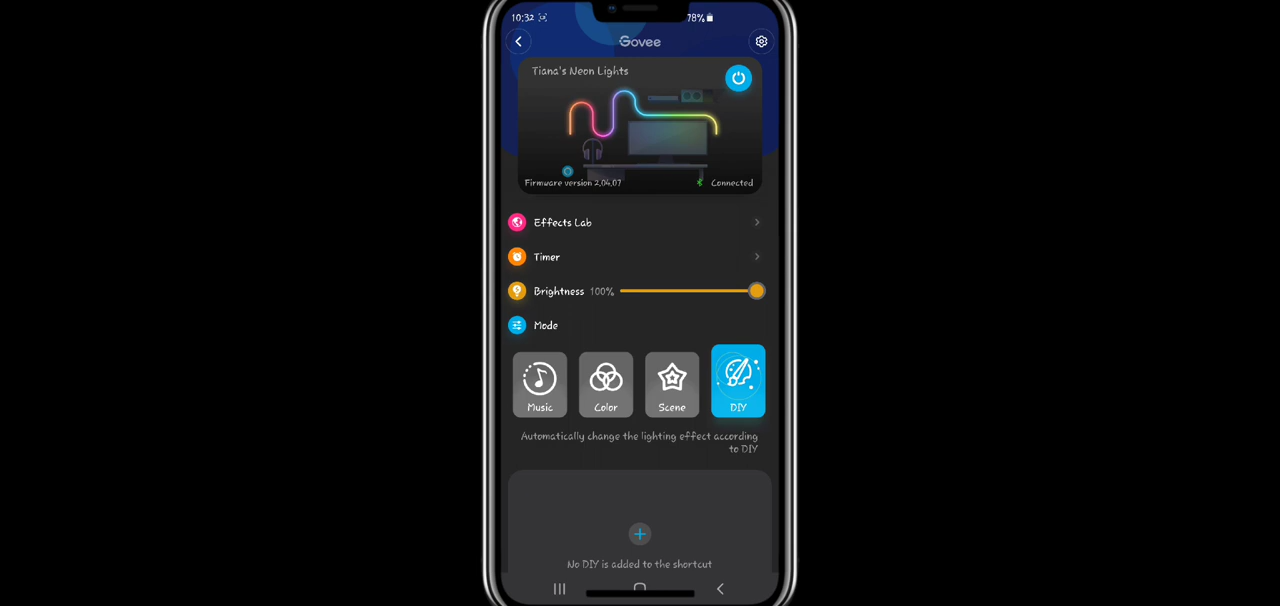 10:32
78%
Govee
Tiana's Neon Lights
Firmware version 2.04.07
Connected
Effects Lab
Timer
Brightness 100%
Mode
Music
Color
Scene
DIY
Automatically change the lighting effect according
to DIY
No DIY is added to the shortcut